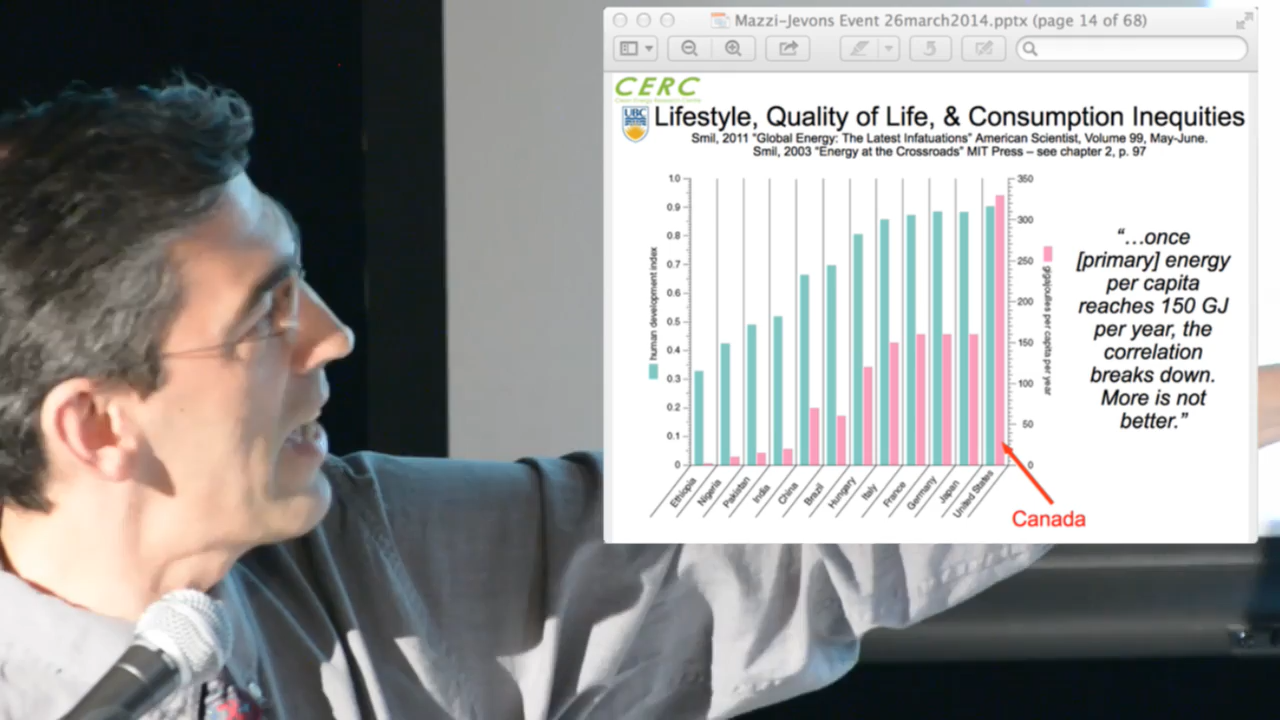 Mazzi-Jevons Event 26march2014.pptx (page 14 of 68)
CERC
Clean Energy Research Centre
UBC
Lifestyle, Quality of Life, & Consumption Inequities
Smil, 2011 "Global Energy: The Latest Infatuations" American Scientist, Volume 99, May-June.
Smil, 2003 "Energy at the Crossroads" MIT Press – see chapter 2, p. 97
1.0
0.9
0.8
0.7
0.6
0.5
0.4
0.3
0.2
0.1
0
human development index
350
300
250
200
150
100
50
0
gigajoules per capita per year
Ethiopia
Nigeria
Pakistan
India
China
Brazil
Hungary
Italy
France
Germany
Japan
United States
Canada
"…once
[primary] energy
per capita
reaches 150 GJ
per year, the
correlation
breaks down.
More is not
better."